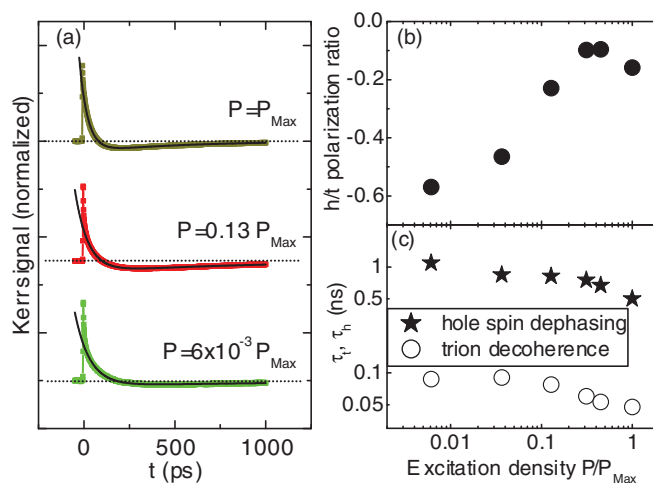 (a)
P=P_Max
P=0.13 P_Max
P=6x10^-3 P_Max
Kerr signal (normalized)
0 500 1000
t (ps)
(b)
0.0
-0.2
-0.4
-0.6
h/t polarization ratio
(c)
1
0.5
0.1
0.05
τ_t, τ_h (ns)
hole spin dephasing
trion decoherence
0.01 0.1 1
Excitation density P/P_Max